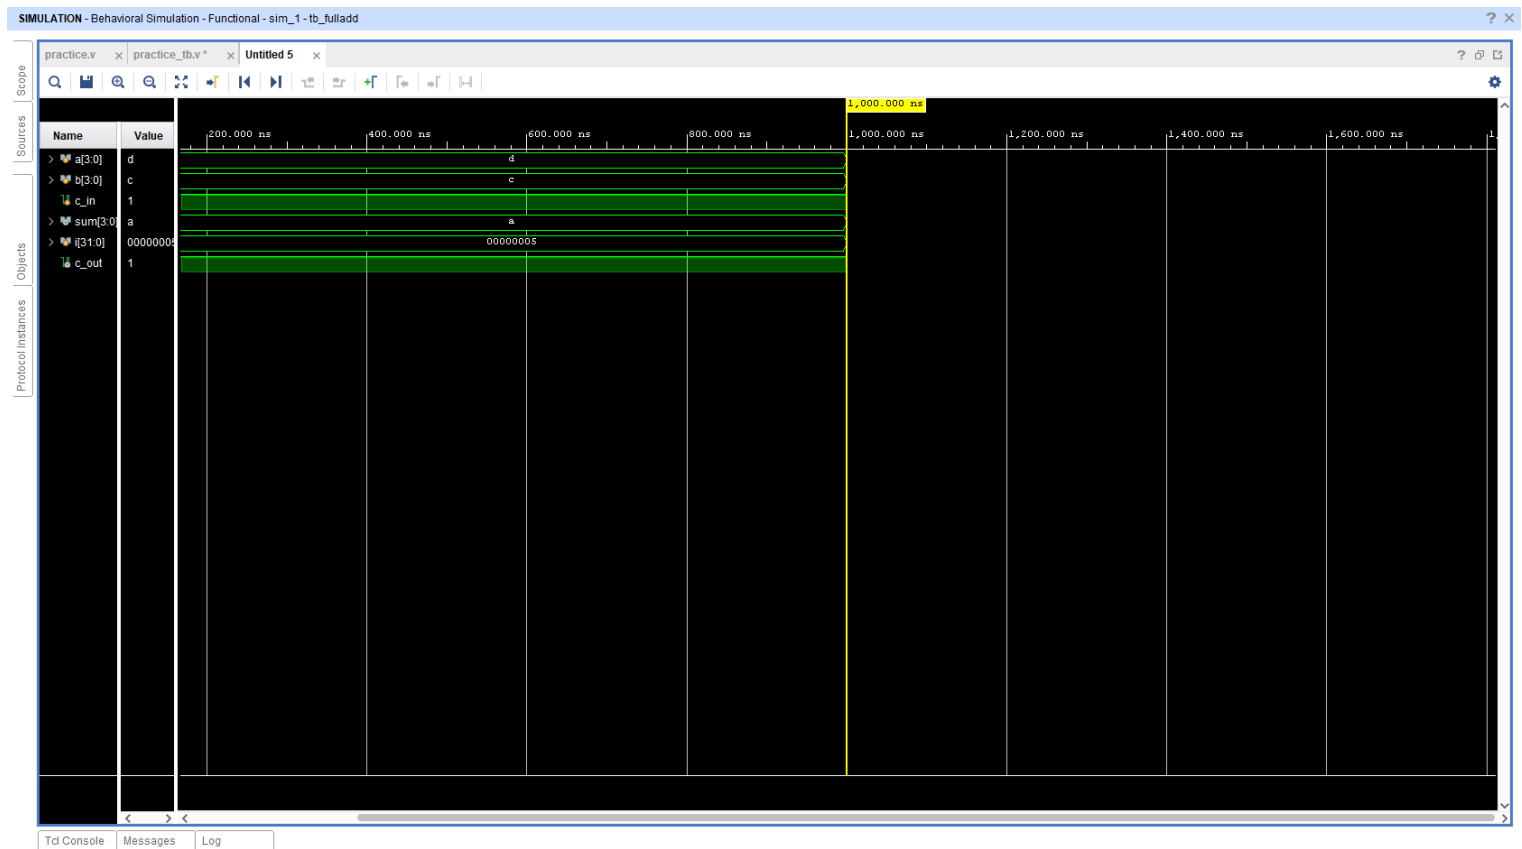 SIMULATION - Behavioral Simulation - Functional - sim_1 - tb_fulladd
practice.v
practice_tb.v *
Untitled 5
Scope
Sources
Objects
Protocol Instances
1,000.000 ns
Name Value
200.000 ns 400.000 ns 600.000 ns 800.000 ns 1,000.000 ns 1,200.000 ns 1,400.000 ns 1,600.000 ns 1,
a[3:0] d d
b[3:0] c c
c_in 1
sum[3:0] a a
i[31:0] 00000005 00000005
c_out 1
Tcl Console Messages Log